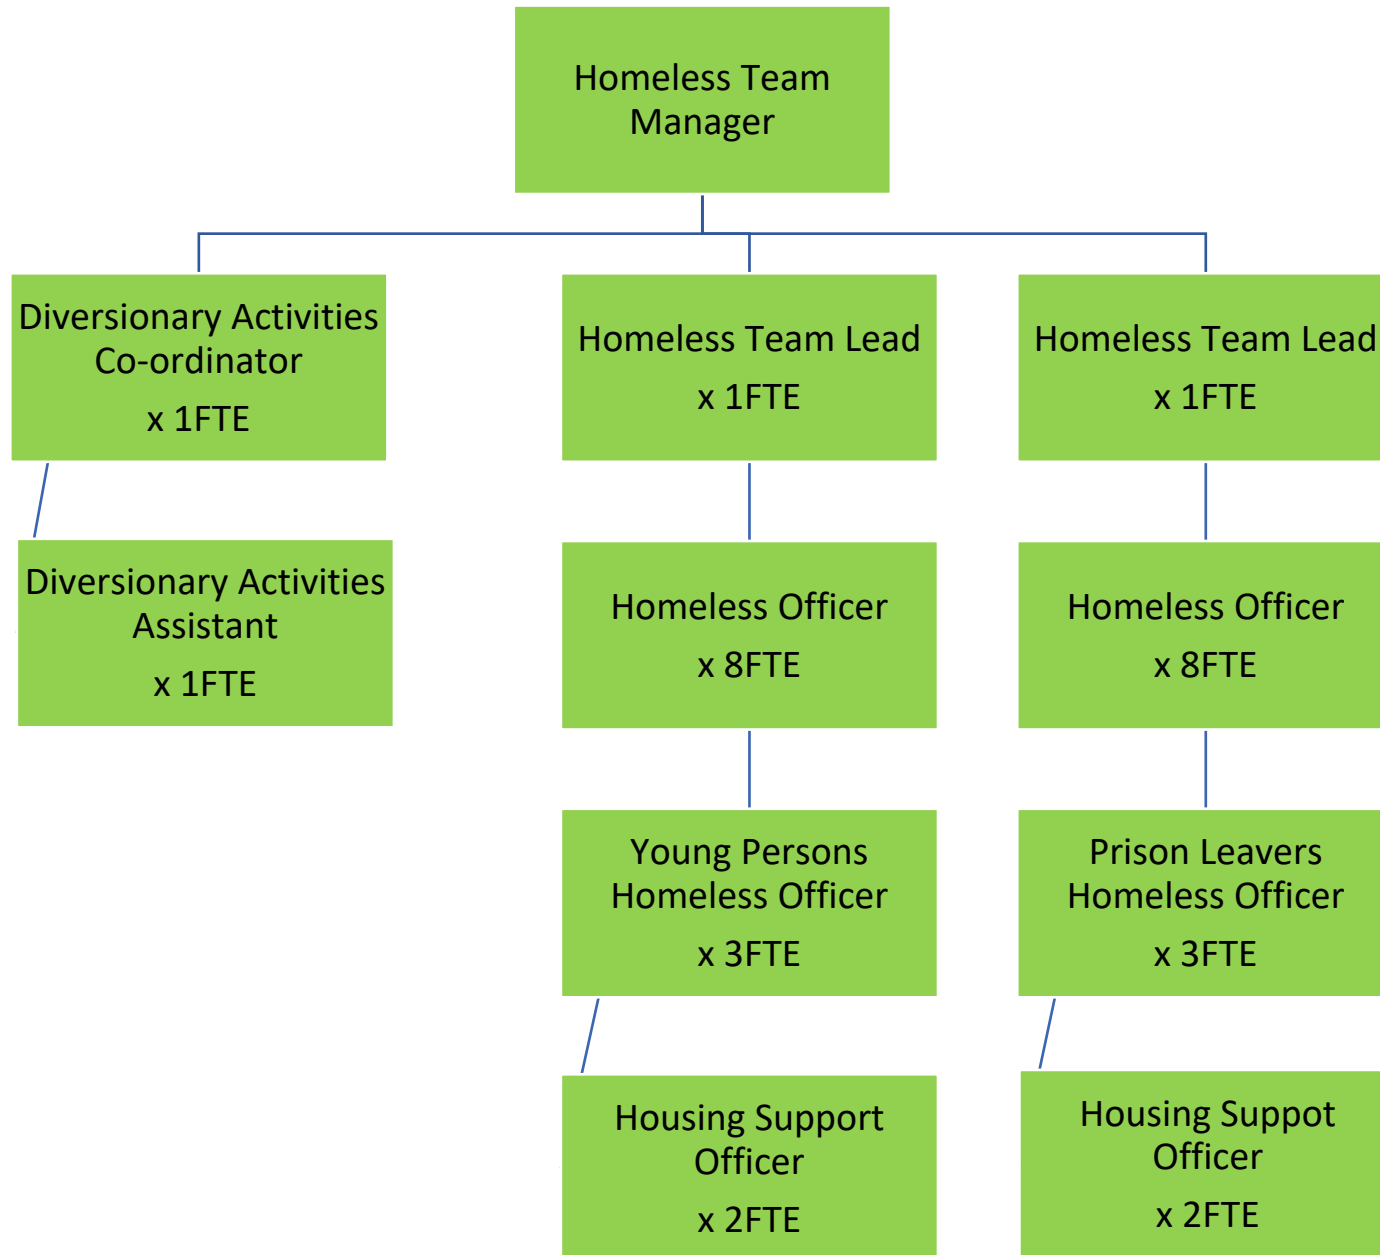 Homeless Team
Manager
Diversionary Activities
Co-ordinator
x 1FTE
Homeless Team Lead
x 1FTE
Homeless Team Lead
x 1FTE
Diversionary Activities
Assistant
x 1FTE
Homeless Officer
x 8FTE
Homeless Officer
x 8FTE
Young Persons
Homeless Officer
x 3FTE
Prison Leavers
Homeless Officer
x 3FTE
Housing Support
Officer
x 2FTE
Housing Suppot
Officer
x 2FTE